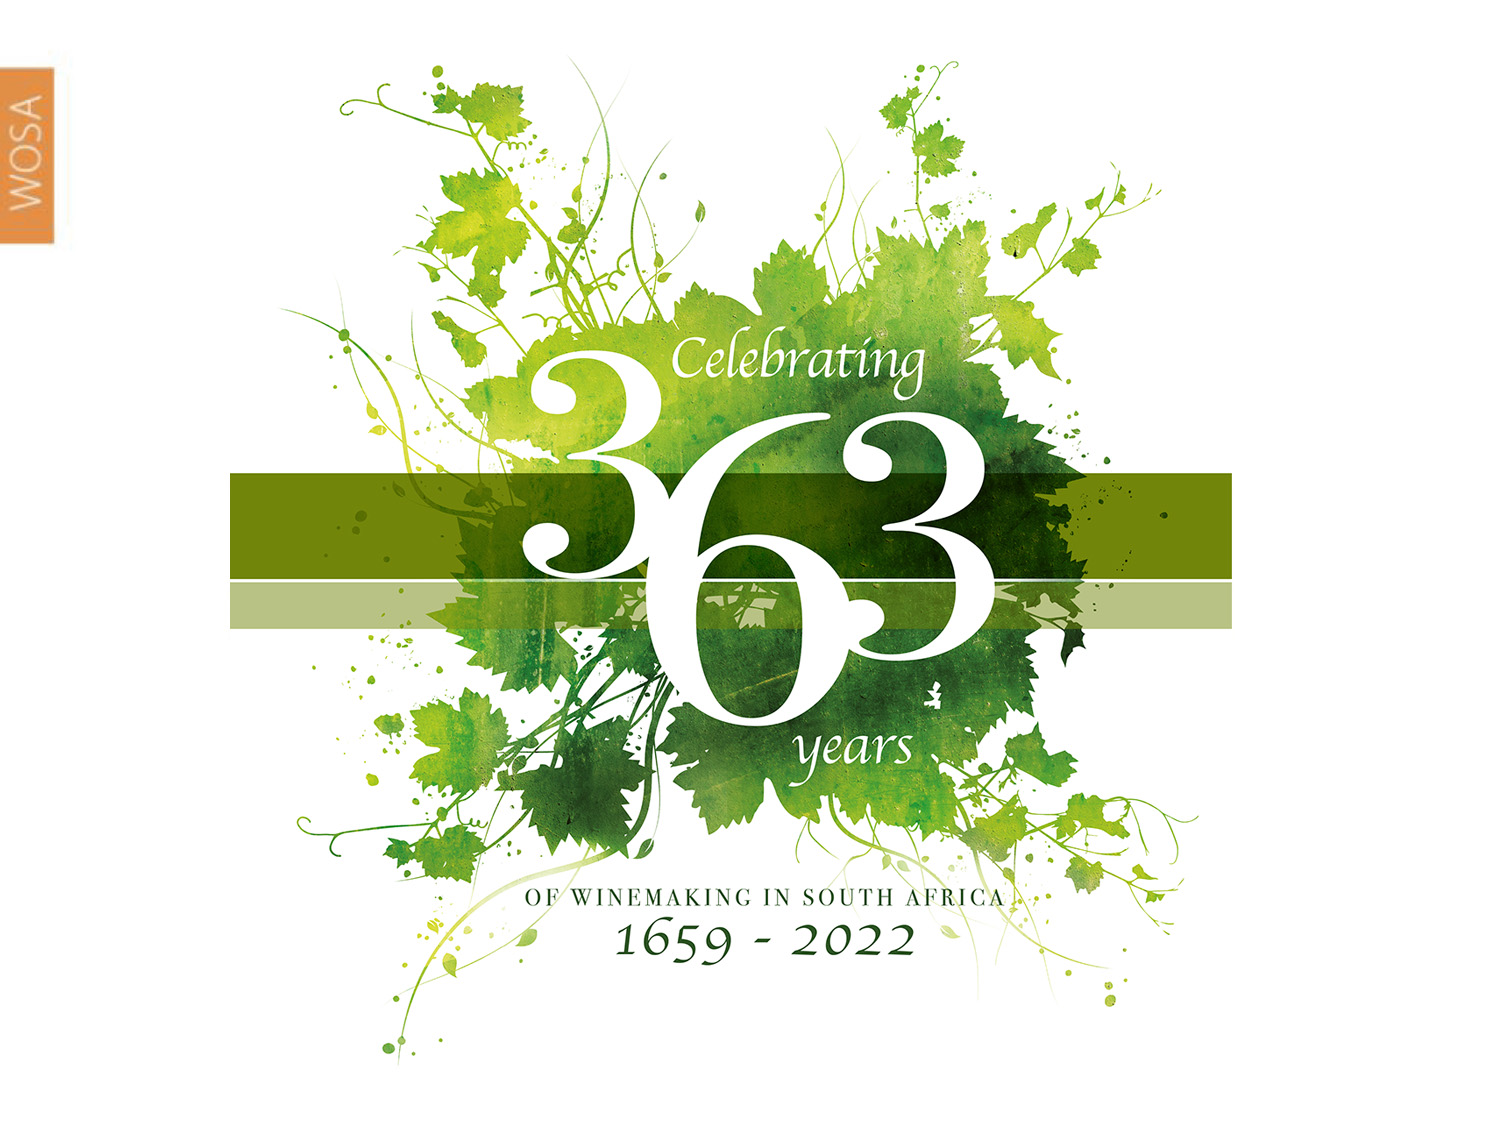 WOSA
Celebrating
363
years
OF WINEMAKING IN SOUTH AFRICA
1659 - 2022